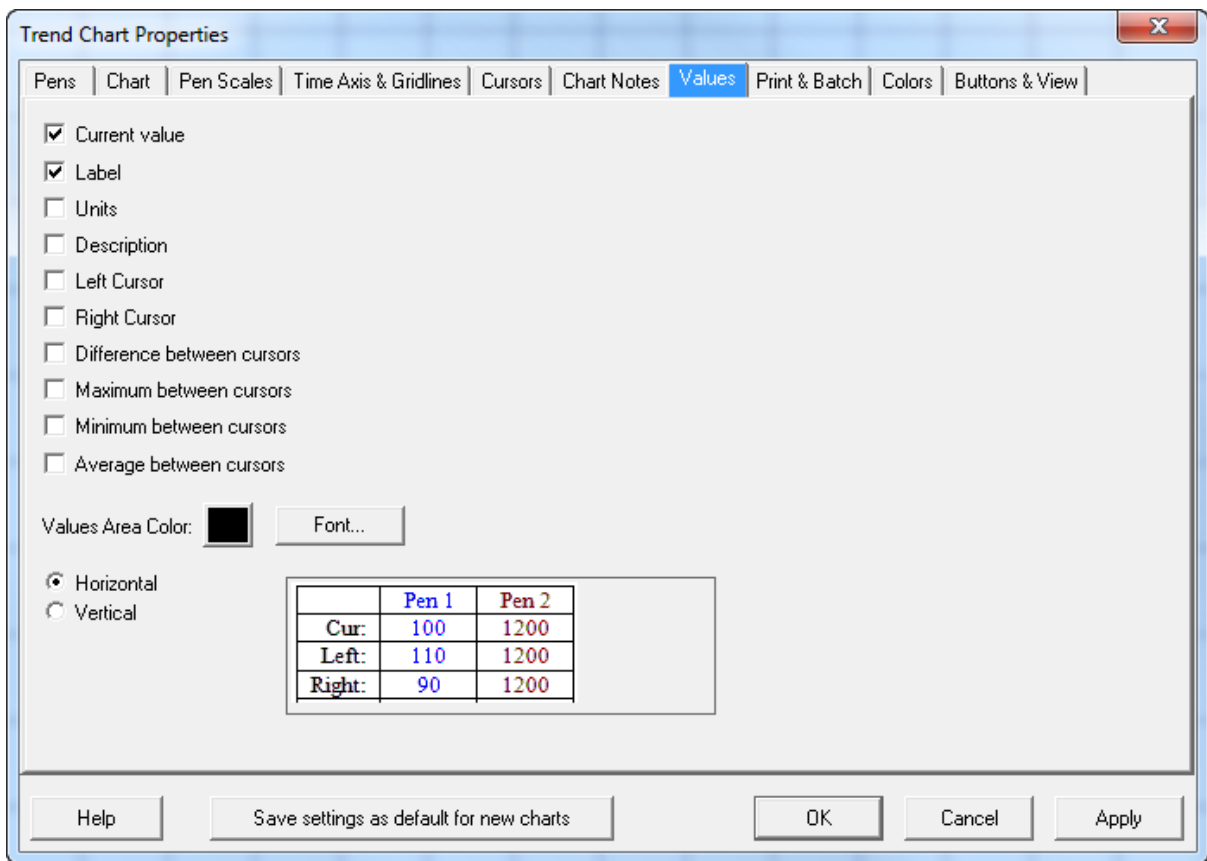 Trend Chart Properties
Pens Chart Pen Scales Time Axis & Gridlines Cursors Chart Notes Values Print & Batch Colors Buttons & View
Current value
Label
Units
Description
Left Cursor
Right Cursor
Difference between cursors
Maximum between cursors
Minimum between cursors
Average between cursors
Values Area Color: Font...
Horizontal
Vertical
Pen 1 Pen 2
Cur: 100 1200
Left: 110 1200
Right: 90 1200
Help Save settings as default for new charts OK Cancel Apply